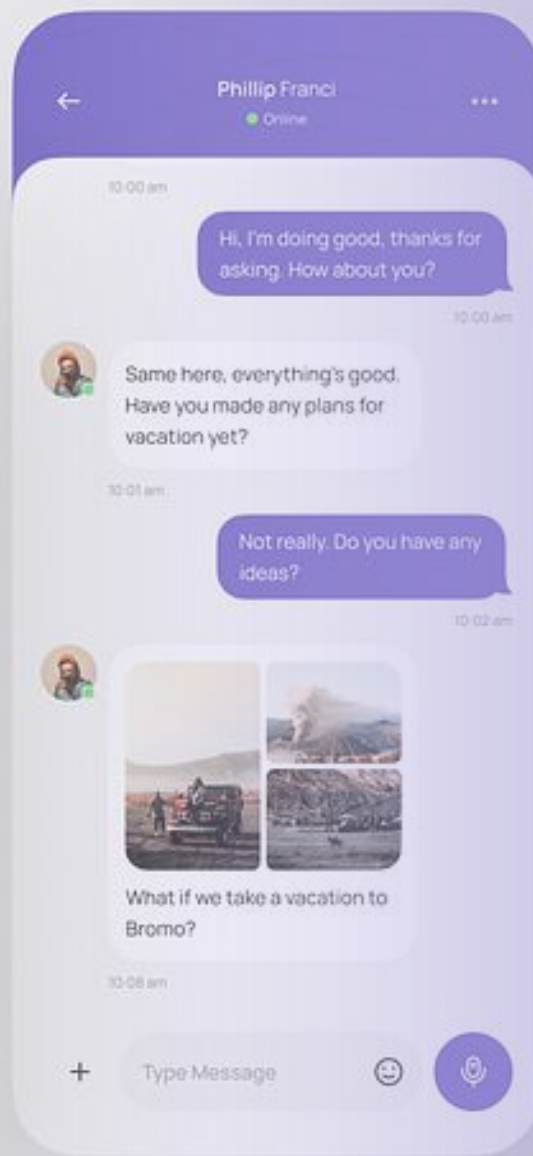 Phillip Franci
Online
10:00 am
Hi, I'm doing good, thanks for
asking. How about you?
10:00 am
Same here, everything's good.
Have you made any plans for
vacation yet?
10:01 am
Not really. Do you have any
ideas?
10:02 am
What if we take a vacation to
Bromo?
10:08 am
Type Message